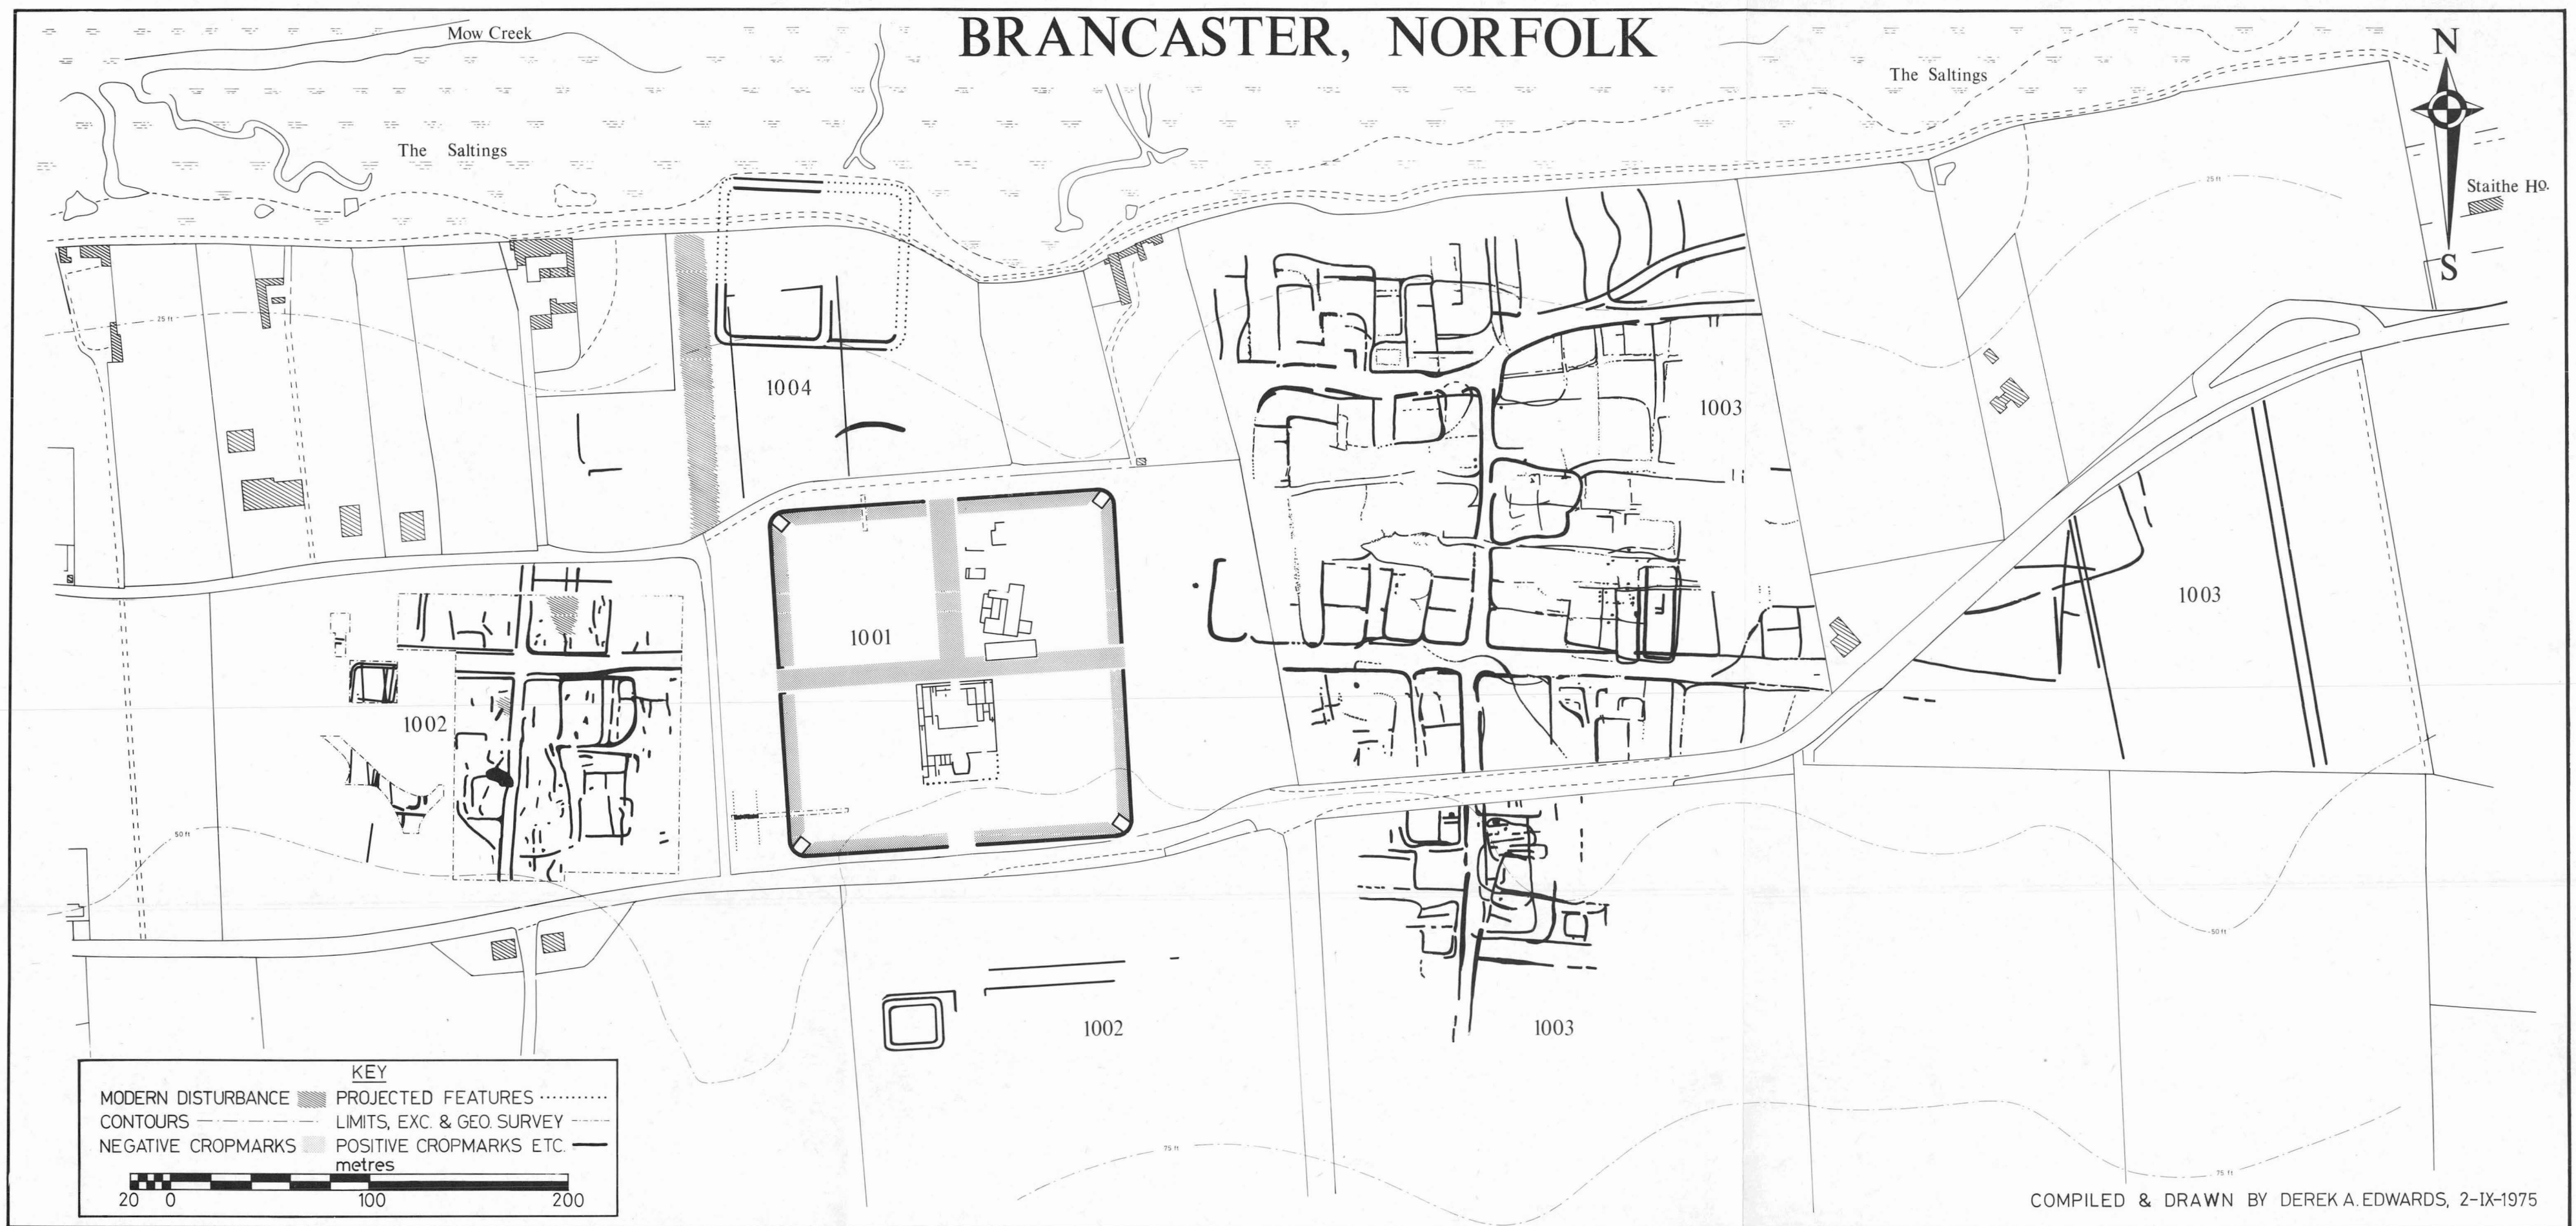 BRANCASTER, NORFOLK
Mow Creek
The Saltings
The Saltings
N
S
Staithe Ho.
25 ft
25 ft
1004
1003
1001
1003
1002
50 ft
50 ft
1002
1003
75 ft
75 ft
KEY
MODERN DISTURBANCE PROJECTED FEATURES
CONTOURS LIMITS, EXC. & GEO. SURVEY
NEGATIVE CROPMARKS POSITIVE CROPMARKS ETC.
metres
20 0 100 200
COMPILED & DRAWN BY DEREK A. EDWARDS, 2-IX-1975